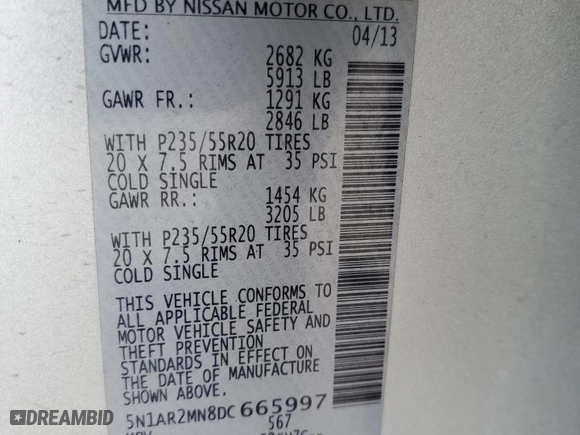 MFD BY NISSAN MOTOR CO., LTD.
DATE: 04/13
GVWR: 2682 KG
5913 LB
GAWR FR.: 1291 KG
2846 LB
WITH P235/55R20 TIRES
20 X 7.5 RIMS AT 35 PSI
COLD SINGLE
GAWR RR.: 1454 KG
3205 LB
WITH P235/55R20 TIRES
20 X 7.5 RIMS AT 35 PSI
COLD SINGLE
THIS VEHICLE CONFORMS TO
ALL APPLICABLE FEDERAL
MOTOR VEHICLE SAFETY AND
THEFT PREVENTION
STANDARDS IN EFFECT ON
THE DATE OF MANUFACTURE
SHOWN ABOVE.
5N1AR2MN8DC665997
567
DREAMBID